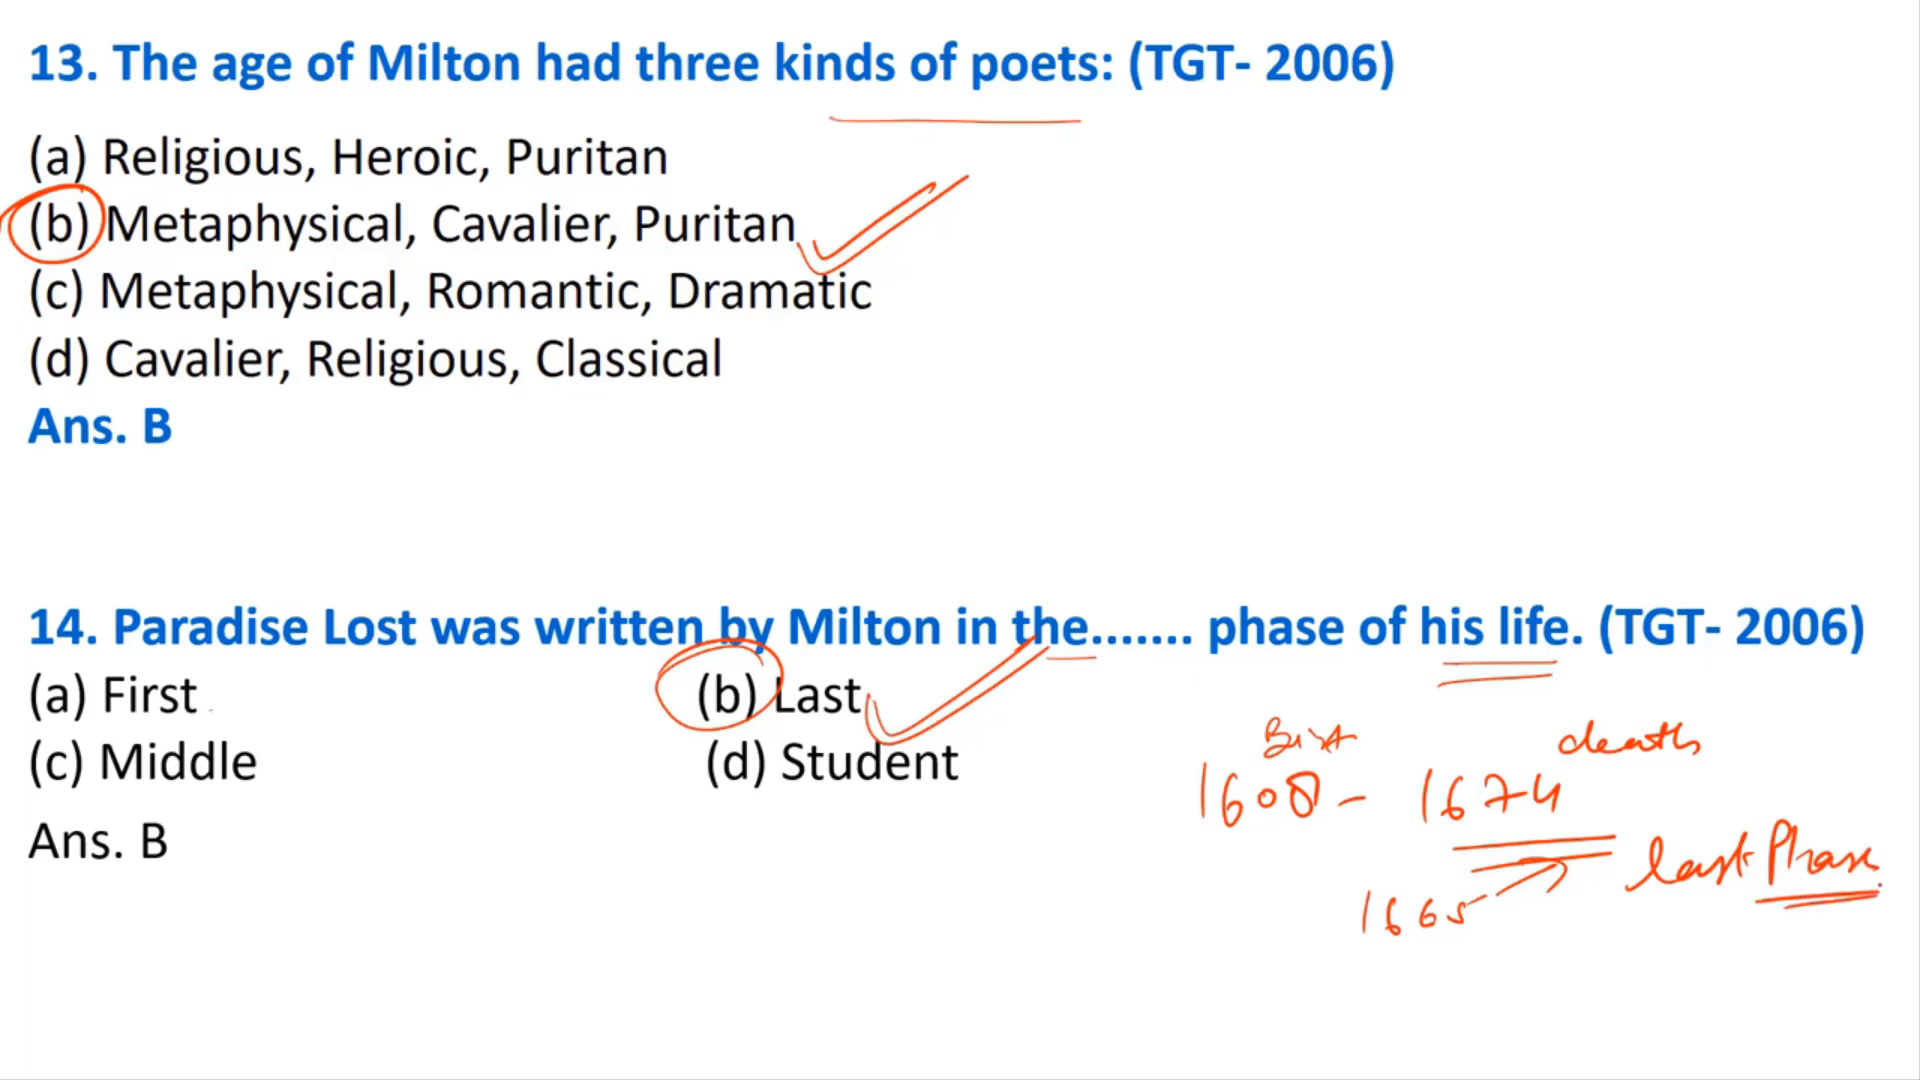 13. The age of Milton had three kinds of poets: (TGT- 2006)
(a) Religious, Heroic, Puritan
(b) Metaphysical, Cavalier, Puritan
(c) Metaphysical, Romantic, Dramatic
(d) Cavalier, Religious, Classical
Ans. B
14. Paradise Lost was written by Milton in the....... phase of his life. (TGT- 2006)
(a) First (b) Last
(c) Middle (d) Student
Ans. B
death
1608 - 1674
last Phase
1665